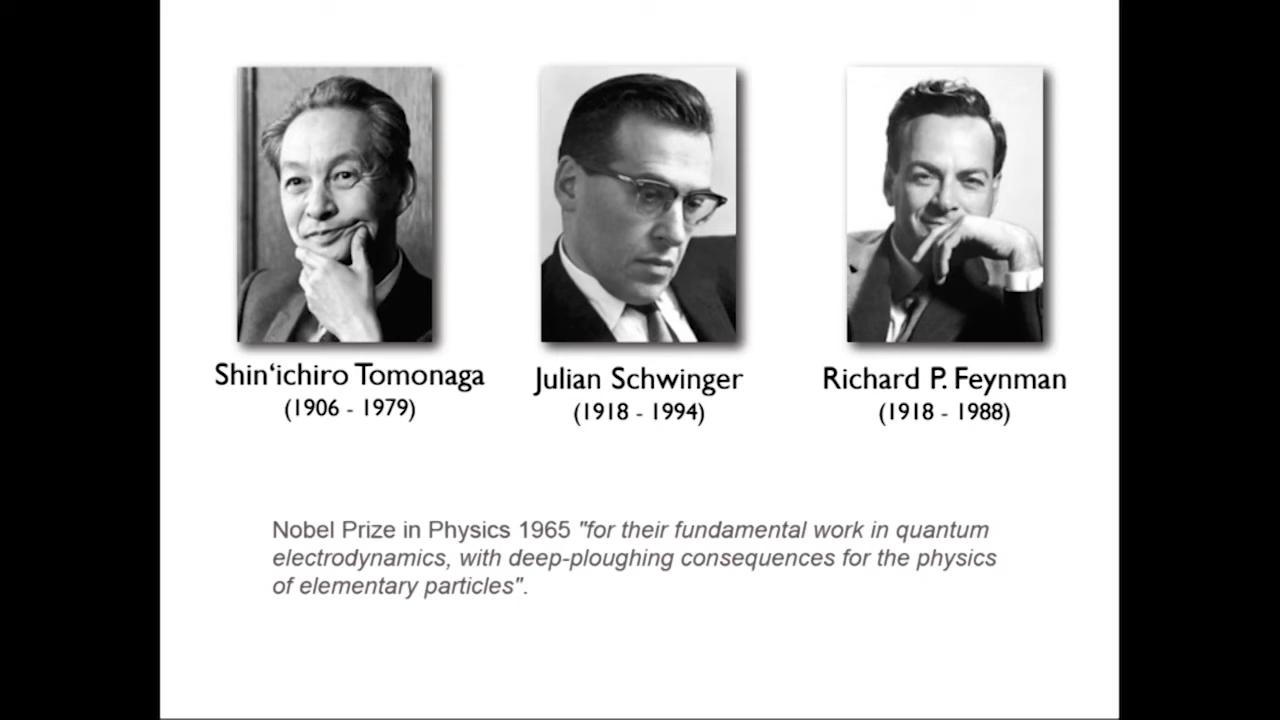 Shin‘ichiro Tomonaga
(1906 - 1979)
Julian Schwinger
(1918 - 1994)
Richard P. Feynman
(1918 - 1988)
Nobel Prize in Physics 1965 "for their fundamental work in quantum
electrodynamics, with deep-ploughing consequences for the physics
of elementary particles".